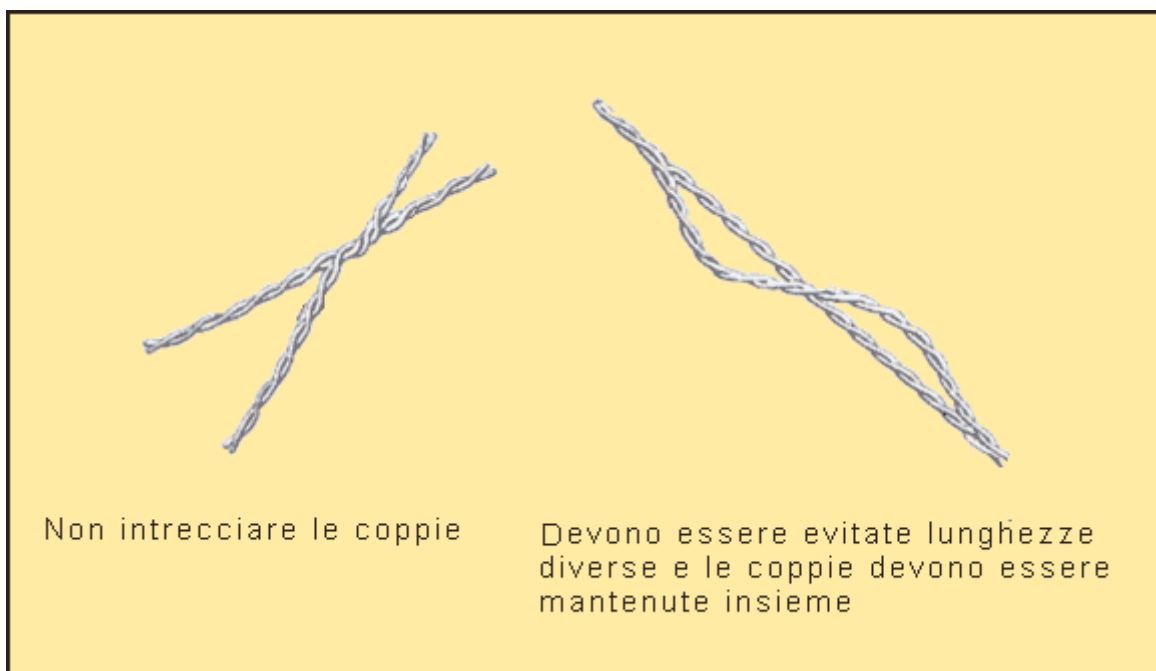 Non intrecciare le coppie
Devono essere evitate lunghezze
diverse e le coppie devono essere
mantenute insieme